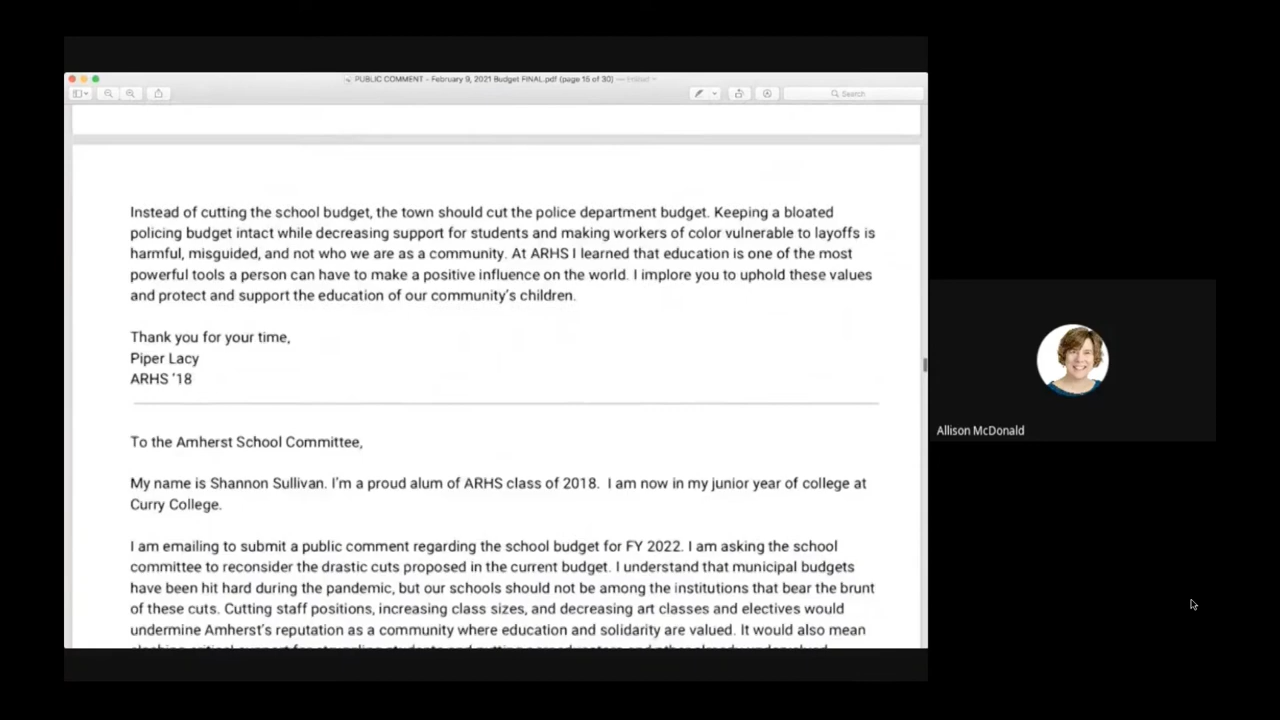 PUBLIC COMMENT - February 9, 2021 Budget FINAL.pdf (page 15 of 30)
Search
Instead of cutting the school budget, the town should cut the police department budget. Keeping a bloated
policing budget intact while decreasing support for students and making workers of color vulnerable to layoffs is
harmful, misguided, and not who we are as a community. At ARHS I learned that education is one of the most
powerful tools a person can have to make a positive influence on the world. I implore you to uphold these values
and protect and support the education of our community's children.
Thank you for your time,
Piper Lacy
ARHS '18
To the Amherst School Committee,
My name is Shannon Sullivan. I'm a proud alum of ARHS class of 2018. I am now in my junior year of college at
Curry College.
I am emailing to submit a public comment regarding the school budget for FY 2022. I am asking the school
committee to reconsider the drastic cuts proposed in the current budget. I understand that municipal budgets
have been hit hard during the pandemic, but our schools should not be among the institutions that bear the brunt
of these cuts. Cutting staff positions, increasing class sizes, and decreasing art classes and electives would
undermine Amherst's reputation as a community where education and solidarity are valued. It would also mean
Allison McDonald